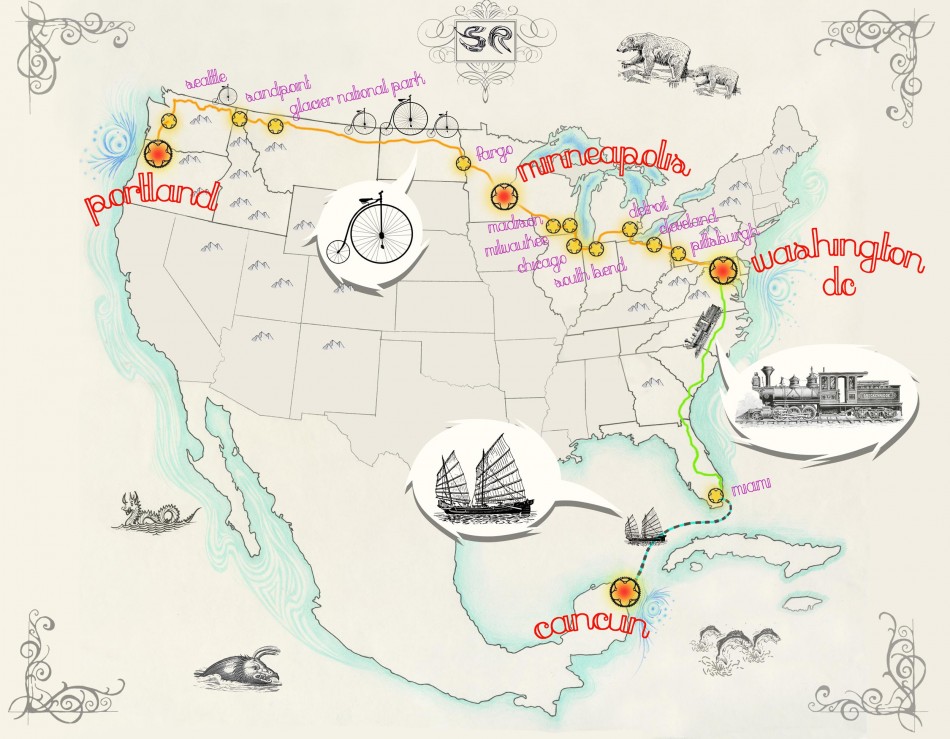 SR
seattle
sandpoint
glacier national park
fargo
minneapolis
portland
madison
detroit
milwaukee
cleveland
chicago
pittsburgh
south bend
washington
dc
miami
cancun